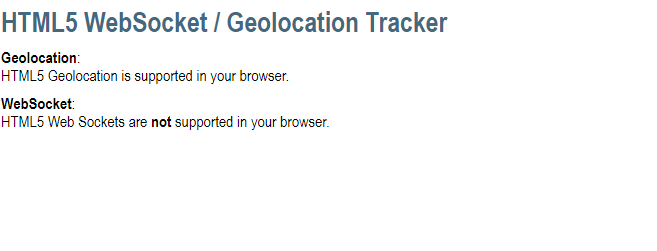 HTML5 WebSocket / Geolocation Tracker
Geolocation:
HTML5 Geolocation is supported in your browser.
WebSocket:
HTML5 Web Sockets are not supported in your browser.